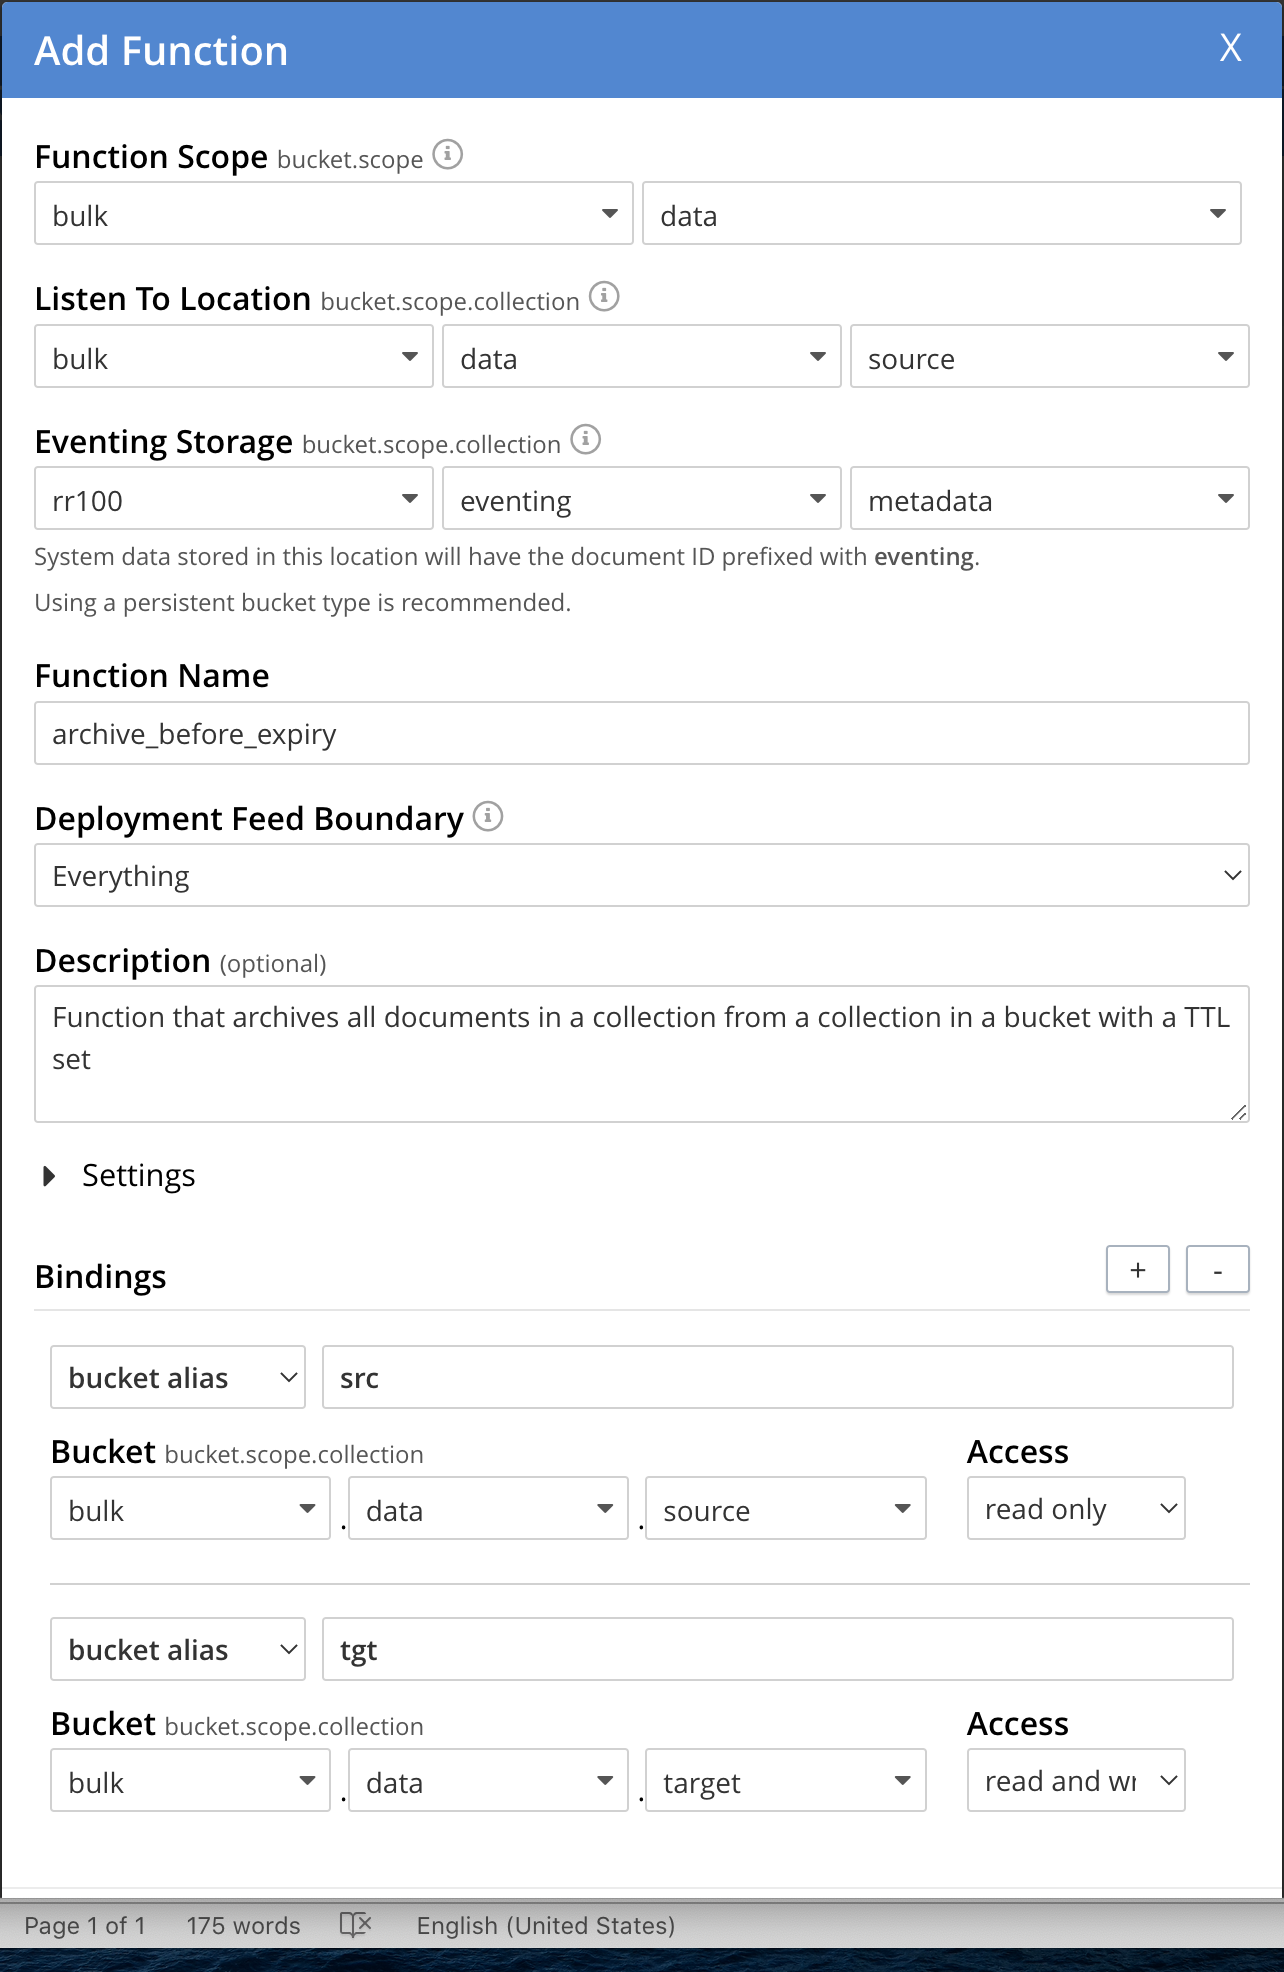 Add Function X
Function Scope bucket.scope
bulk data
Listen To Location bucket.scope.collection
bulk data source
Eventing Storage bucket.scope.collection
rr100 eventing metadata
System data stored in this location will have the document ID prefixed with eventing.
Using a persistent bucket type is recommended.
Function Name
archive_before_expiry
Deployment Feed Boundary
Everything
Description (optional)
Function that archives all documents in a collection from a collection in a bucket with a TTL
set
Settings
Bindings + -
bucket alias src
Bucket bucket.scope.collection Access
bulk . data . source read only
bucket alias tgt
Bucket bucket.scope.collection Access
bulk . data . target read and wr
Page 1 of 1 175 words English (United States)